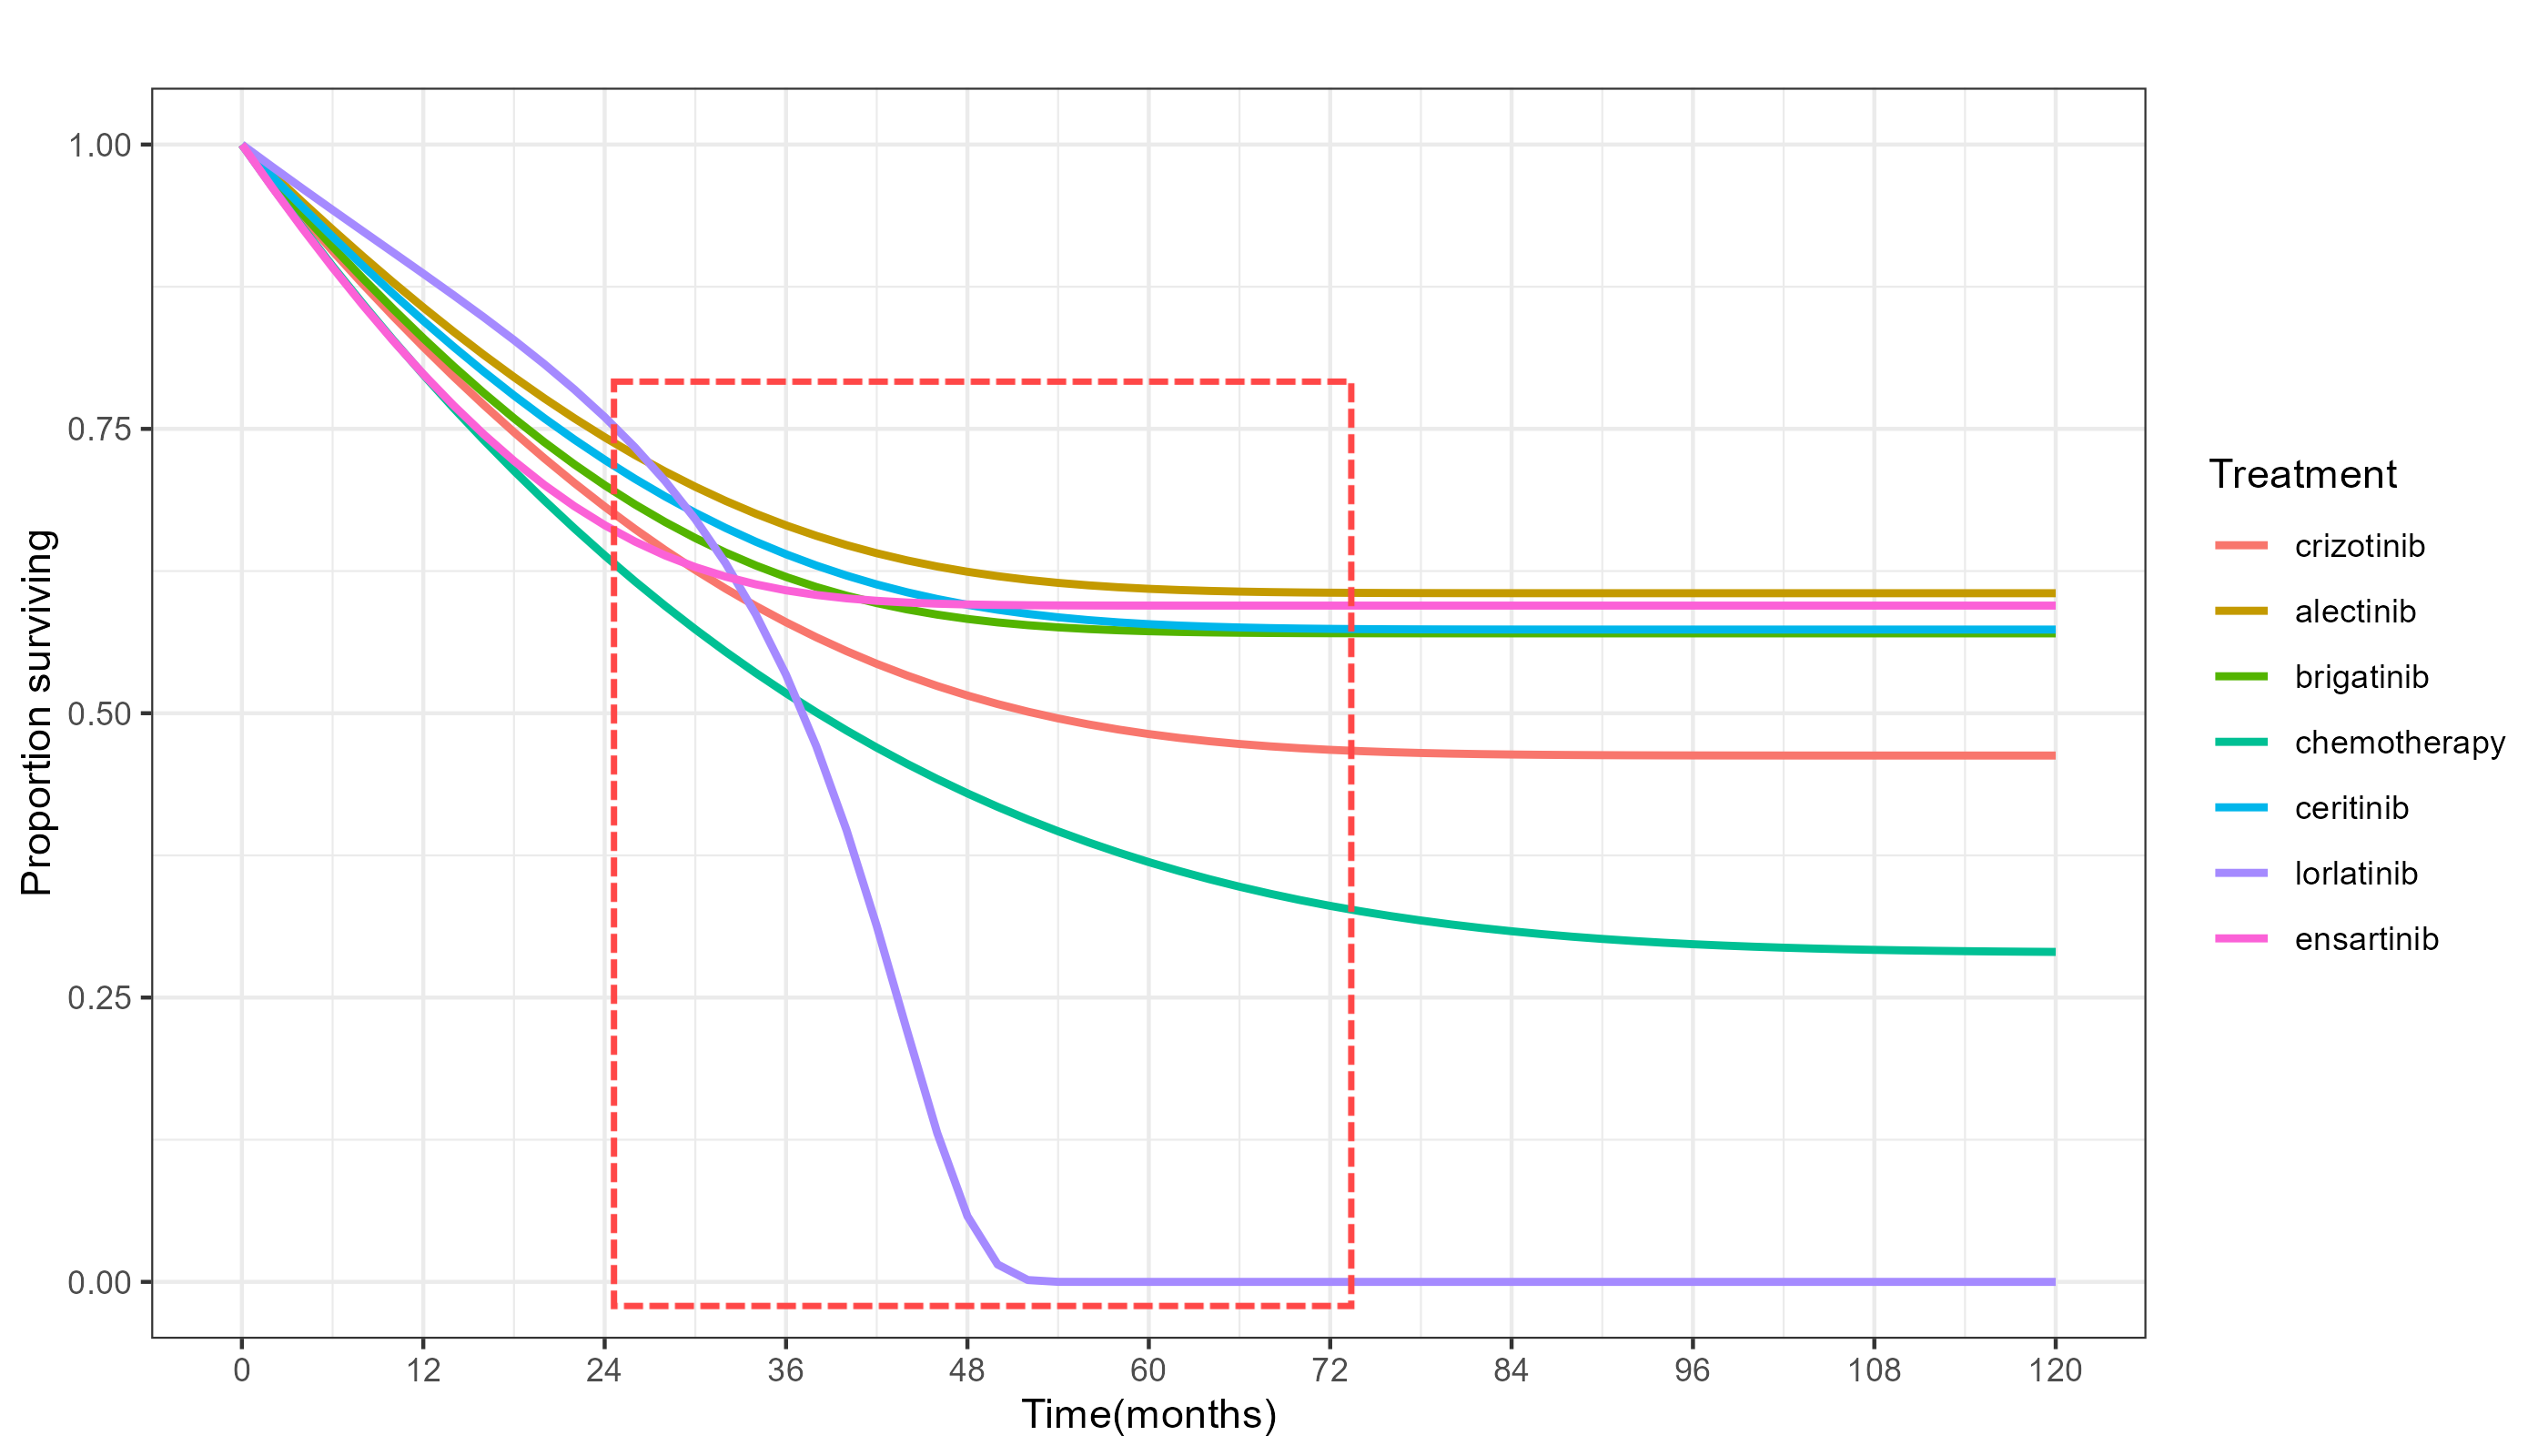 Proportion surviving
1.00
0.75
0.50
0.25
0.00
0 12 24 36 48 60 72 84 96 108 120
Time(months)
Treatment
crizotinib
alectinib
brigatinib
chemotherapy
ceritinib
lorlatinib
ensartinib